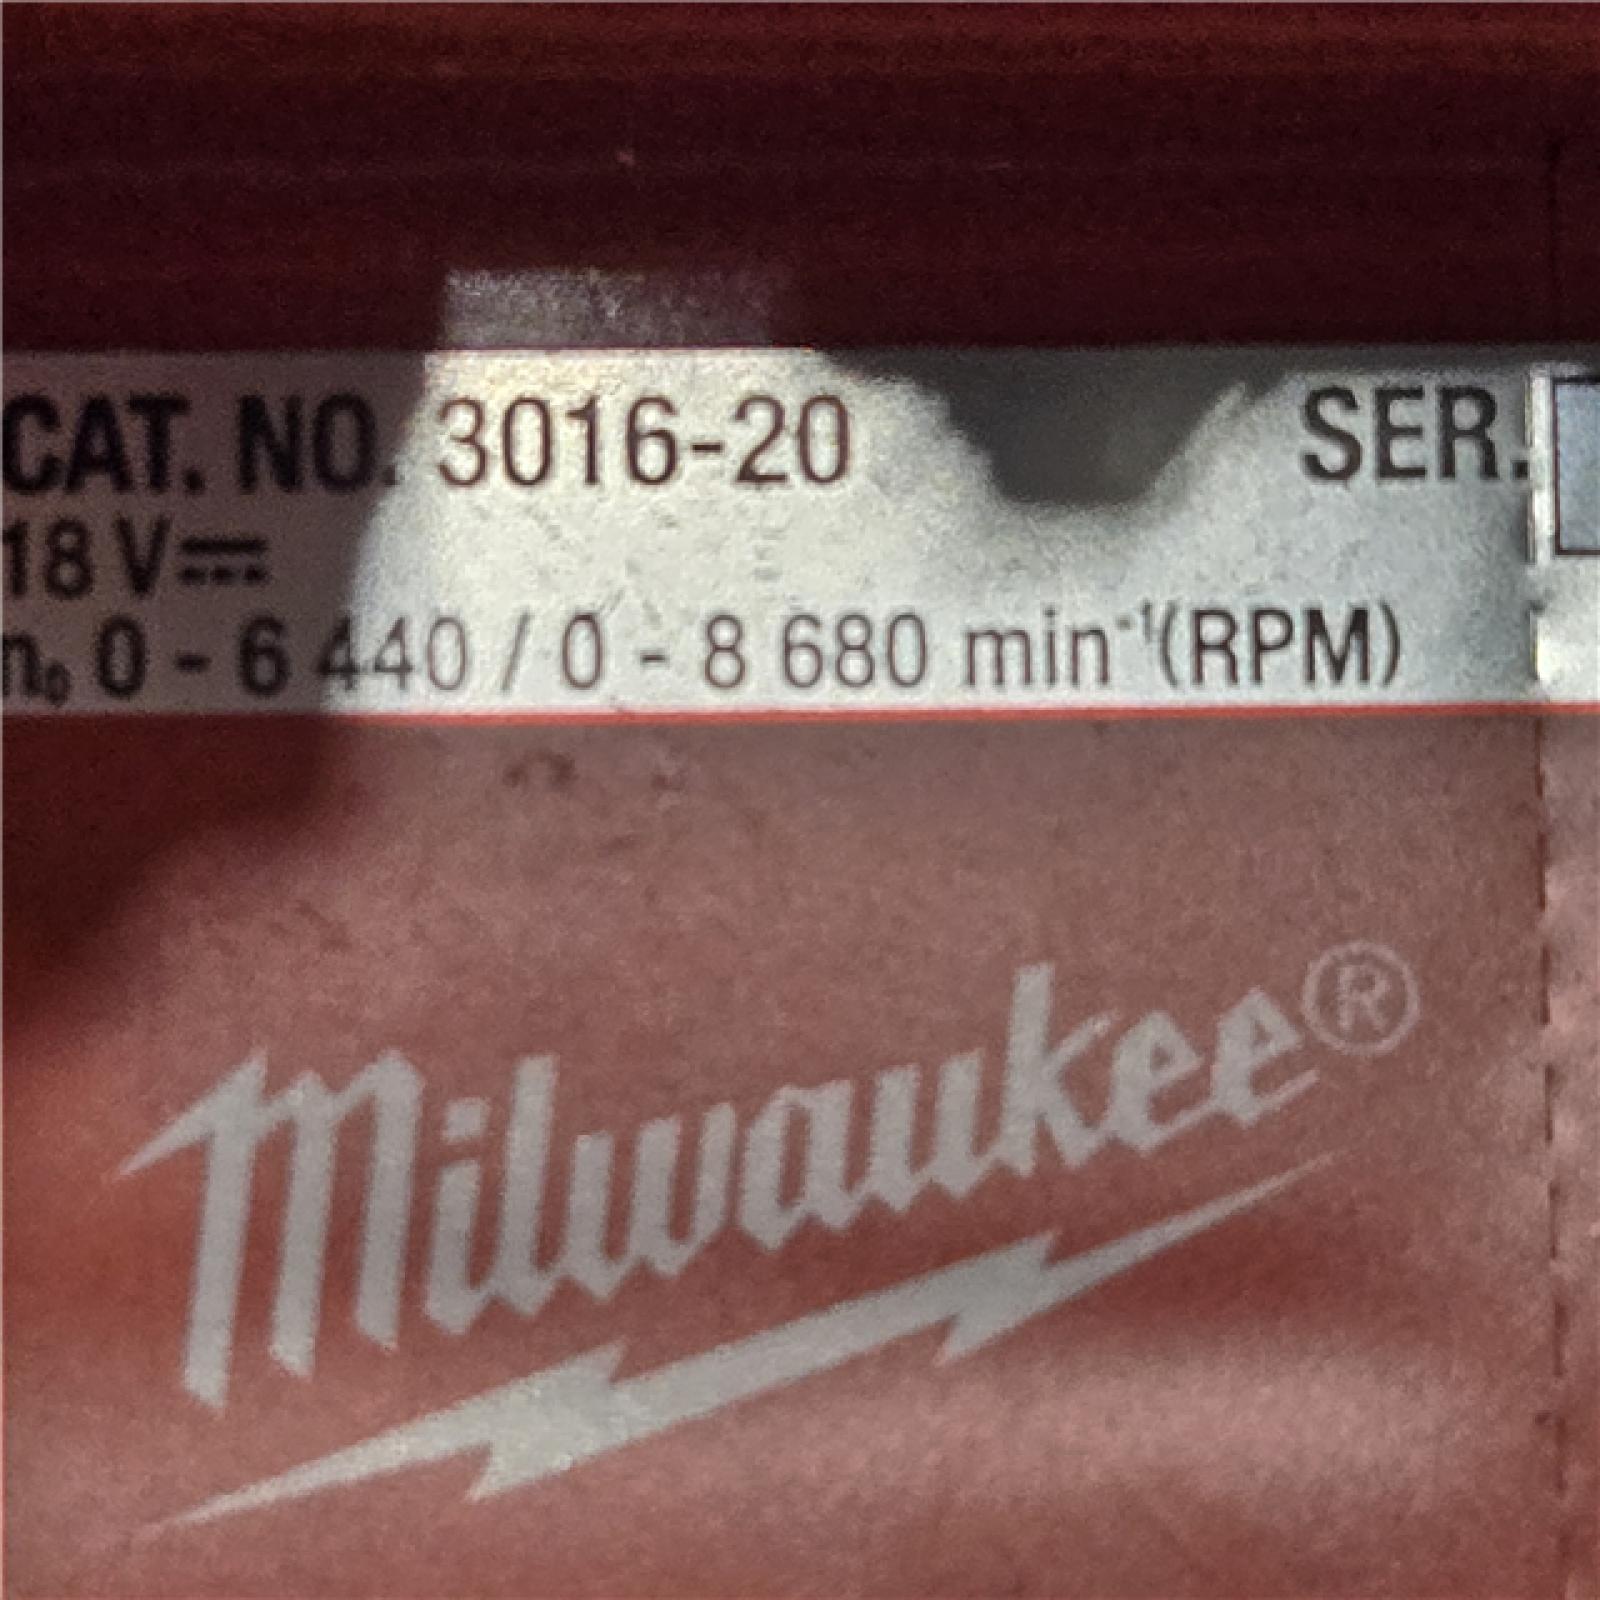 CAT. NO. 3016-20 SER.
18 V⎓
n₀ 0 - 6 440 / 0 - 8 680 min⁻¹(RPM)
Milwaukee®